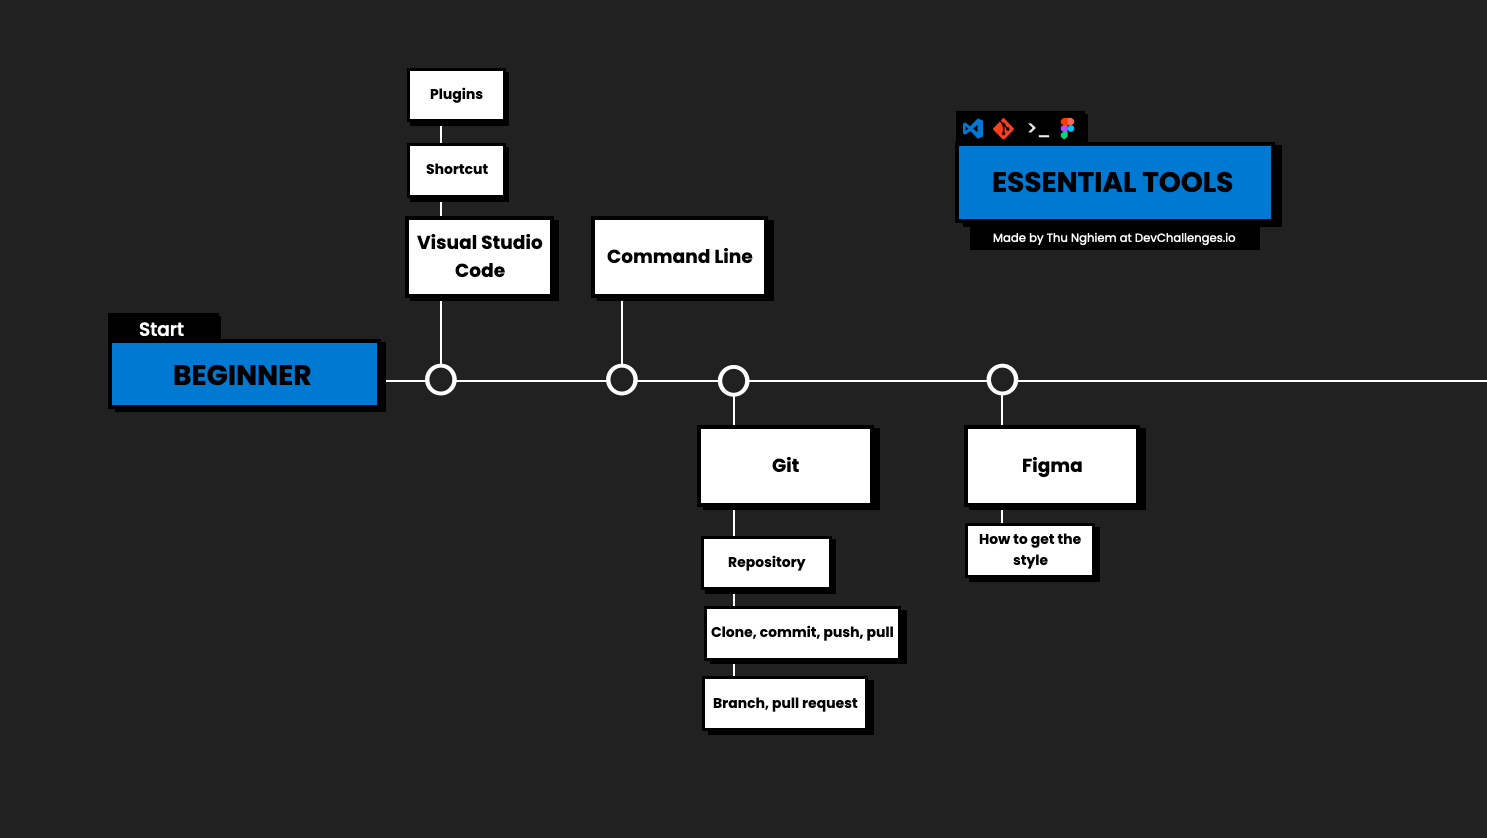 Plugins
Shortcut
Visual Studio
Code
Command Line
ESSENTIAL TOOLS
Made by Thu Nghiem at DevChallenges.io
Start
BEGINNER
Git
Repository
Clone, commit, push, pull
Branch, pull request
Figma
How to get the
style